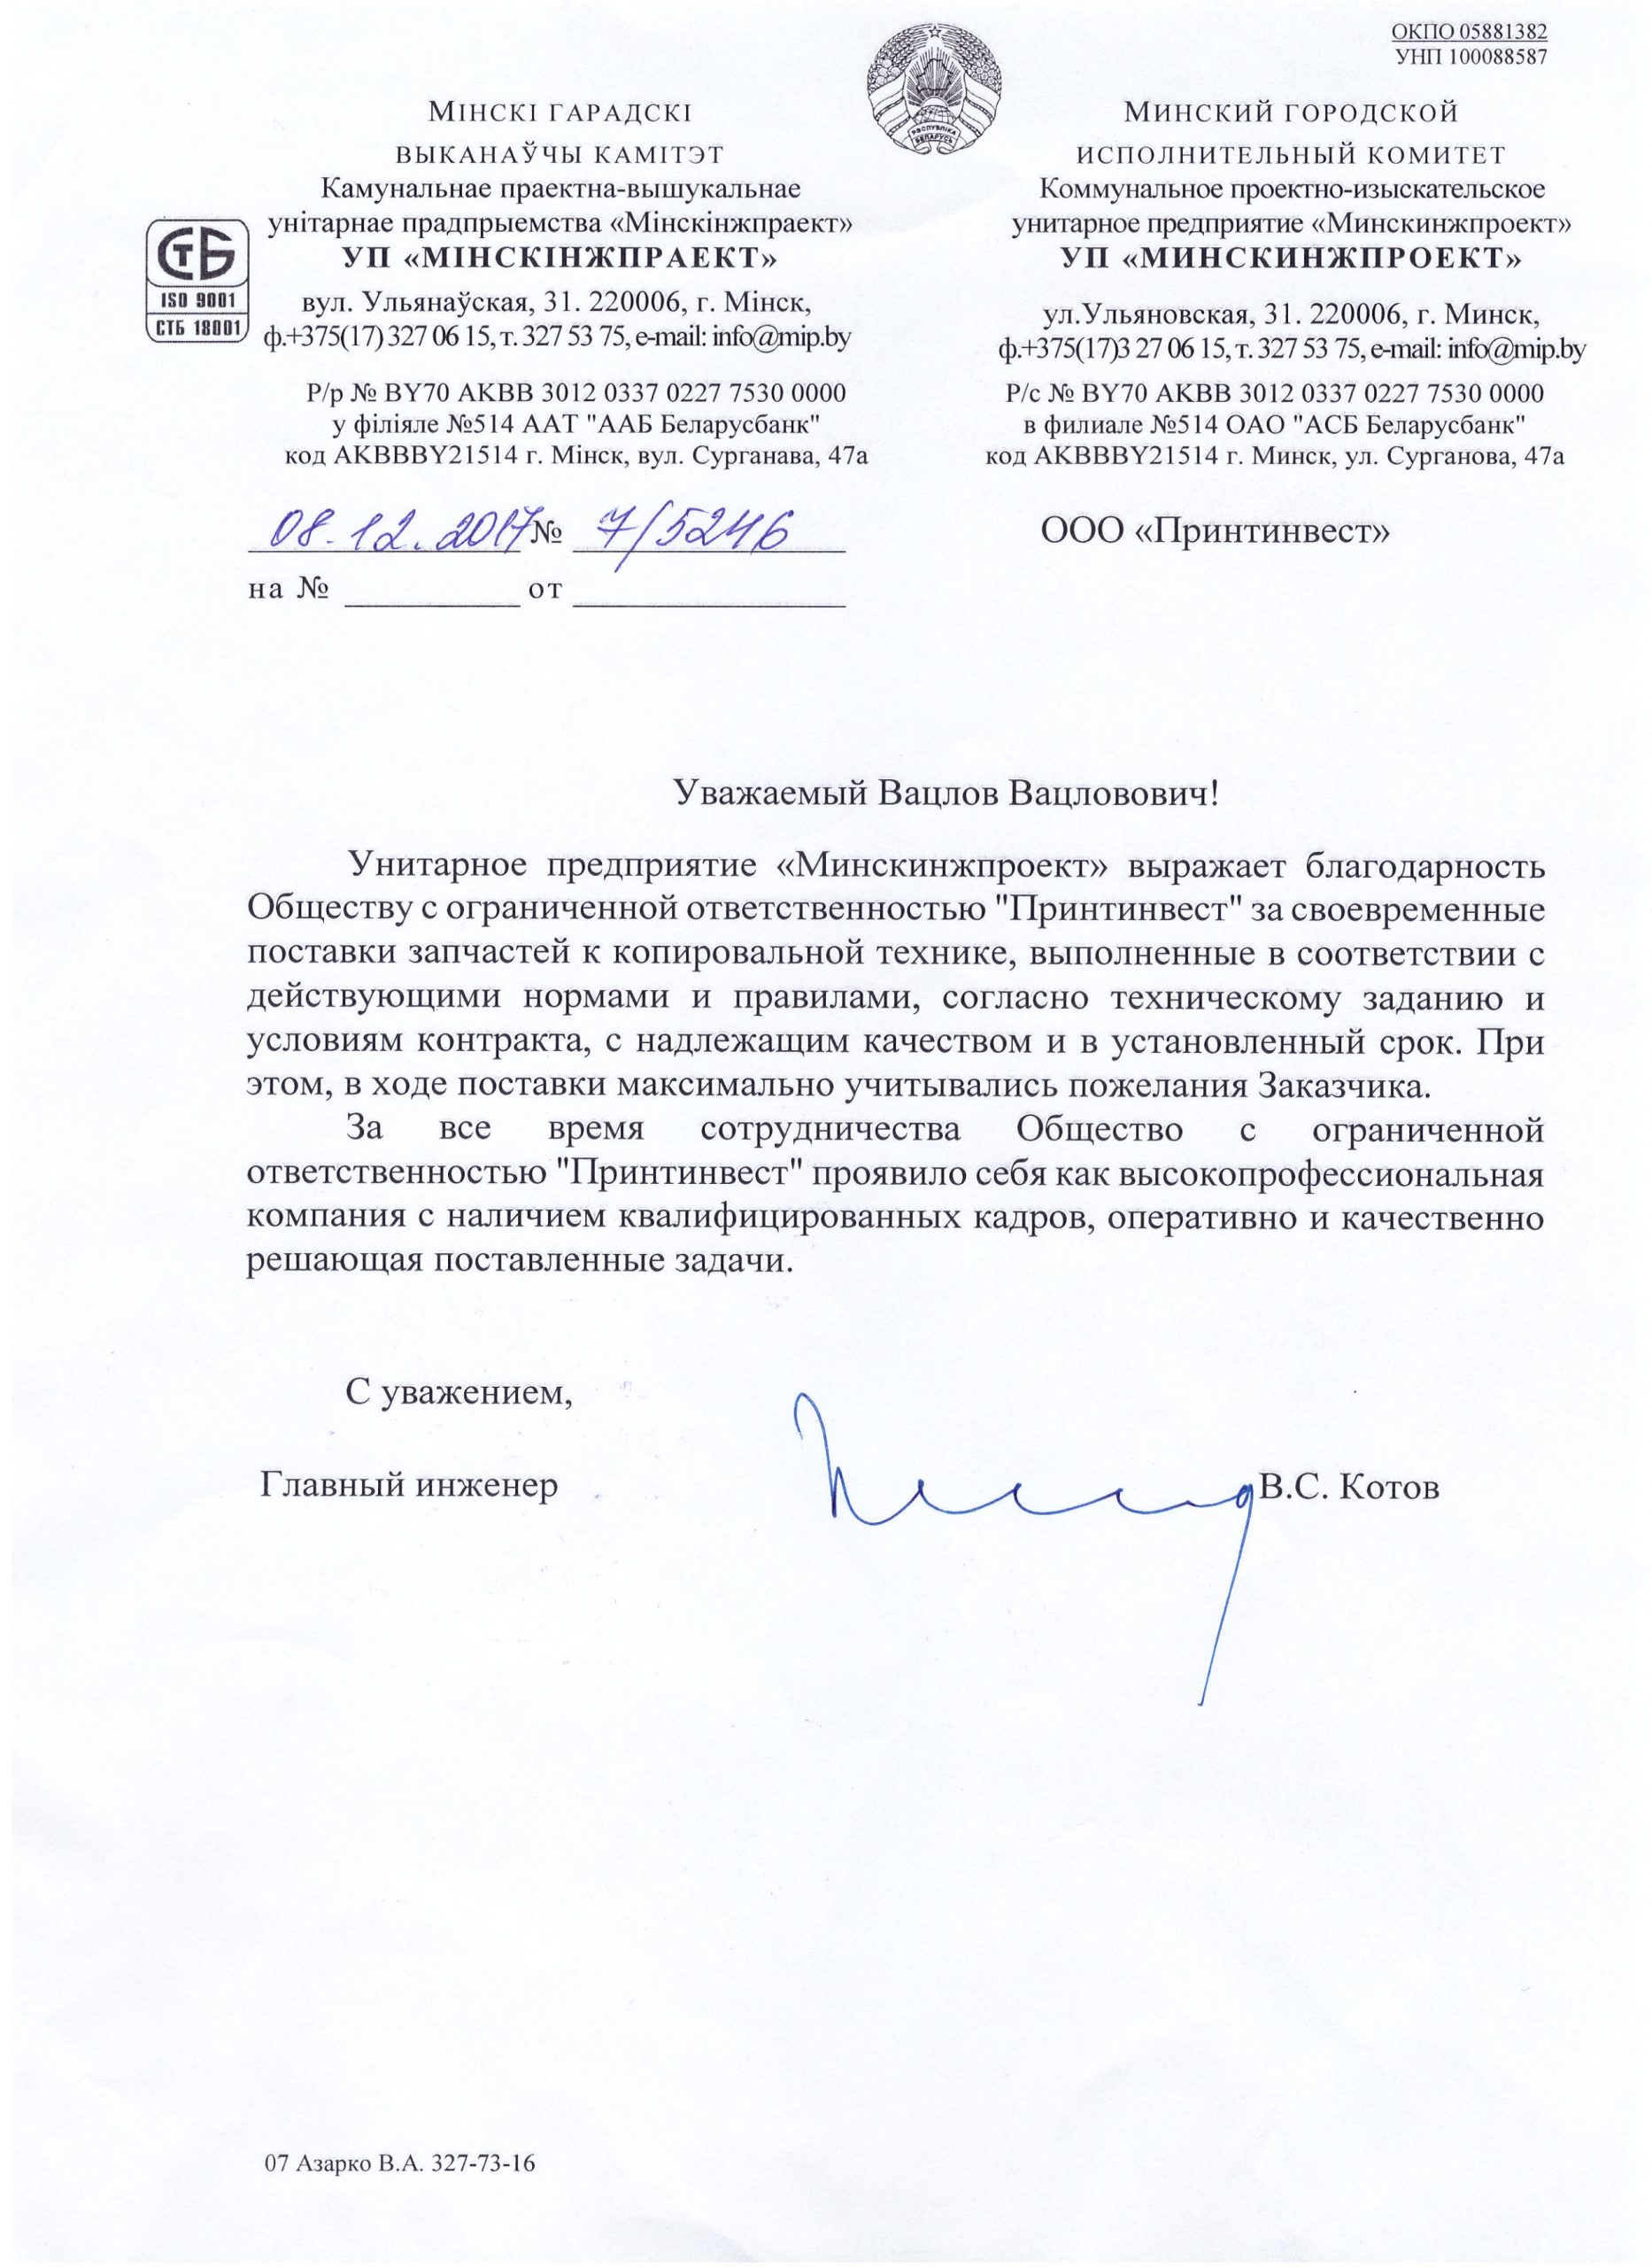 ОКПО 05881382
УНП 100088587
РЭСПУБЛІКА
БЕЛАРУСЬ
МІНСКІ ГАРАДСКІ
ВЫКАНАЎЧЫ КАМІТЭТ
Камунальнае праектна-вышукальнае
унітарнае прадпрыемства «Мінскінжпраект»
УП «МІНСКІНЖПРАЕКТ»
вул. Ульянаўская, 31. 220006, г. Мінск,
ф.+375(17) 327 06 15, т. 327 53 75, e-mail: info@mip.by
Р/р № BY70 AKBB 3012 0337 0227 7530 0000
у філіяле №514 ААТ "ААБ Беларусбанк"
код AKBBBY21514 г. Мінск, вул. Сурганава, 47а
СТБ
ISO 9001
СТБ 18001
МИНСКИЙ ГОРОДСКОЙ
ИСПОЛНИТЕЛЬНЫЙ КОМИТЕТ
Коммунальное проектно-изыскательское
унитарное предприятие «Минскинжпроект»
УП «МИНСКИНЖПРОЕКТ»
ул.Ульяновская, 31. 220006, г. Минск,
ф.+375(17)3 27 06 15, т. 327 53 75, e-mail: info@mip.by
Р/с № BY70 AKBB 3012 0337 0227 7530 0000
в филиале №514 ОАО "АСБ Беларусбанк"
код AKBBBY21514 г. Минск, ул. Сурганова, 47а
08.12.2017 № 7/5246
на № от
ООО «Принтинвест»
Уважаемый Вацлов Вацловович!
Унитарное предприятие «Минскинжпроект» выражает благодарность
Обществу с ограниченной ответственностью "Принтинвест" за своевременные
поставки запчастей к копировальной технике, выполненные в соответствии с
действующими нормами и правилами, согласно техническому заданию и
условиям контракта, с надлежащим качеством и в установленный срок. При
этом, в ходе поставки максимально учитывались пожелания Заказчика.
За все время сотрудничества Общество с ограниченной
ответственностью "Принтинвест" проявило себя как высокопрофессиональная
компания с наличием квалифицированных кадров, оперативно и качественно
решающая поставленные задачи.
С уважением,
Главный инженер В.С. Котов
07 Азарко В.А. 327-73-16